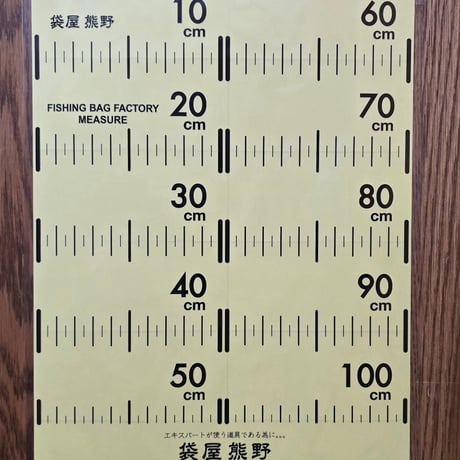 袋屋 熊野
10
cm
60
cm
FISHING BAG FACTORY
MEASURE
20
cm
70
cm
30
cm
80
cm
40
cm
90
cm
50
cm
100
cm
エキスパートが使う道具である為に。。。
袋屋 熊野